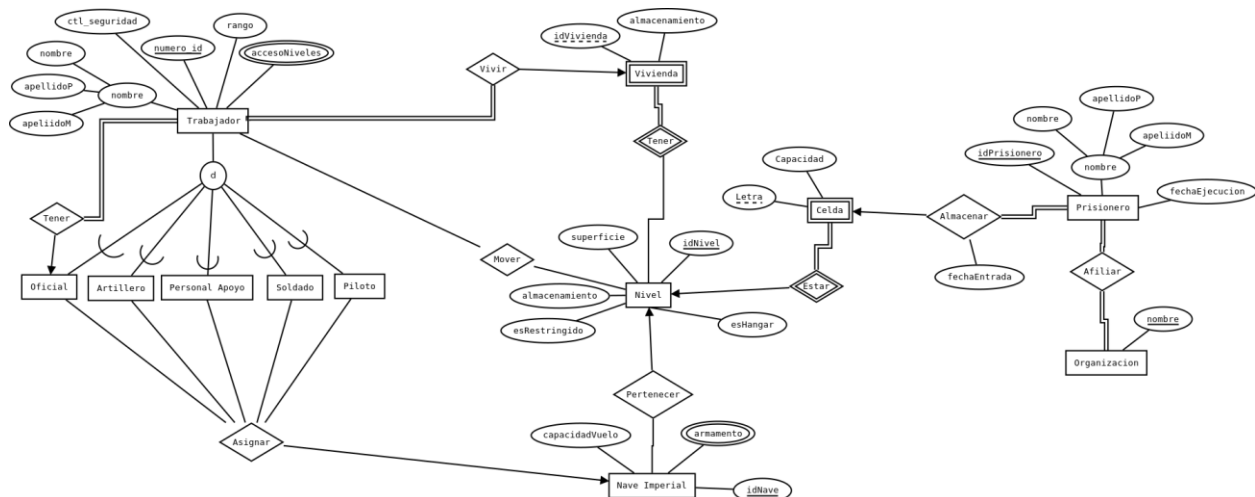 ctl_seguridad
rango
numero_id
accesoNiveles
nombre
apellidoP
nombre
apeliidoM
Trabajador
Vivir
idVivienda
almacenamiento
Vivienda
Tener
Tener
d
Oficial
Artillero
Personal Apoyo
Soldado
Piloto
Mover
superficie
idNivel
almacenamiento
Nivel
esRestringido
esHangar
Capacidad
Letra
Celda
Estar
Almacenar
fechaEntrada
apellidoP
nombre
apeliidoM
idPrisionero
nombre
fechaEjecucion
Prisionero
Afiliar
nombre
Organizacion
Pertenecer
Asignar
capacidadVuelo
armamento
Nave Imperial
idNave